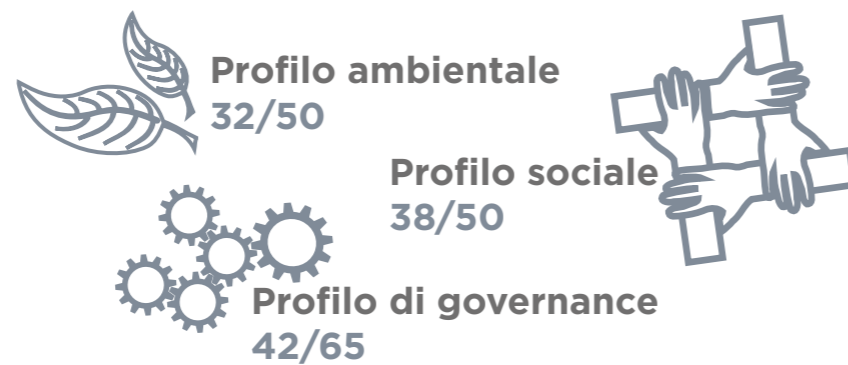 Profilo ambientale
32/50
Profilo sociale
38/50
Profilo di governance
42/65